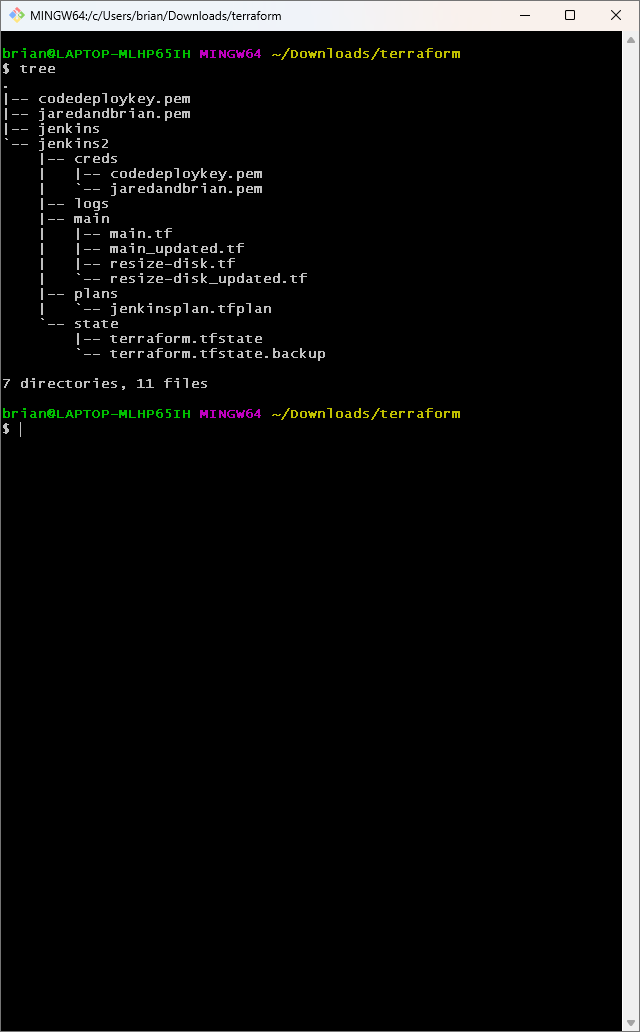 MINGW64:/c/Users/brian/Downloads/terraform
brian@LAPTOP-MLHP65IH MINGW64 ~/Downloads/terraform
$ tree
.
|-- codedeploykey.pem
|-- jaredandbrian.pem
|-- jenkins
`-- jenkins2
    |-- creds
    |   |-- codedeploykey.pem
    |   `-- jaredandbrian.pem
    |-- logs
    |-- main
    |   |-- main.tf
    |   |-- main_updated.tf
    |   |-- resize-disk.tf
    |   `-- resize-disk_updated.tf
    |-- plans
    |   `-- jenkinsplan.tfplan
    `-- state
        |-- terraform.tfstate
        `-- terraform.tfstate.backup
7 directories, 11 files
brian@LAPTOP-MLHP65IH MINGW64 ~/Downloads/terraform
$